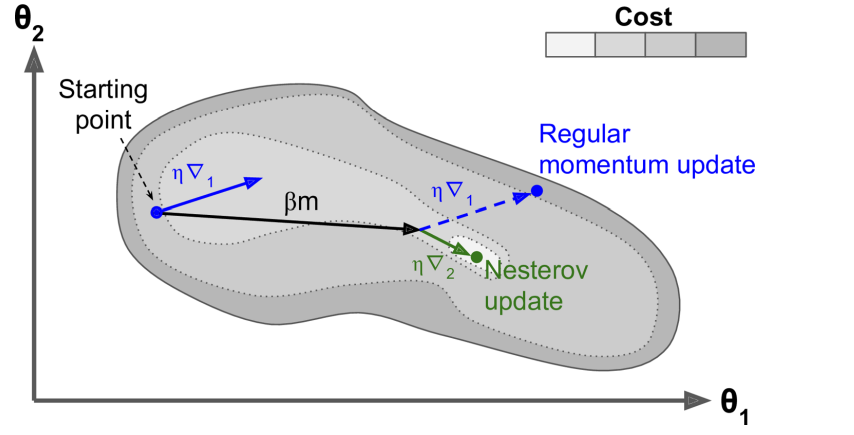 θ₂
Cost
Starting
point
Regular
momentum update
η∇₁
η∇₁
βm
η∇₂
Nesterov
update
θ₁